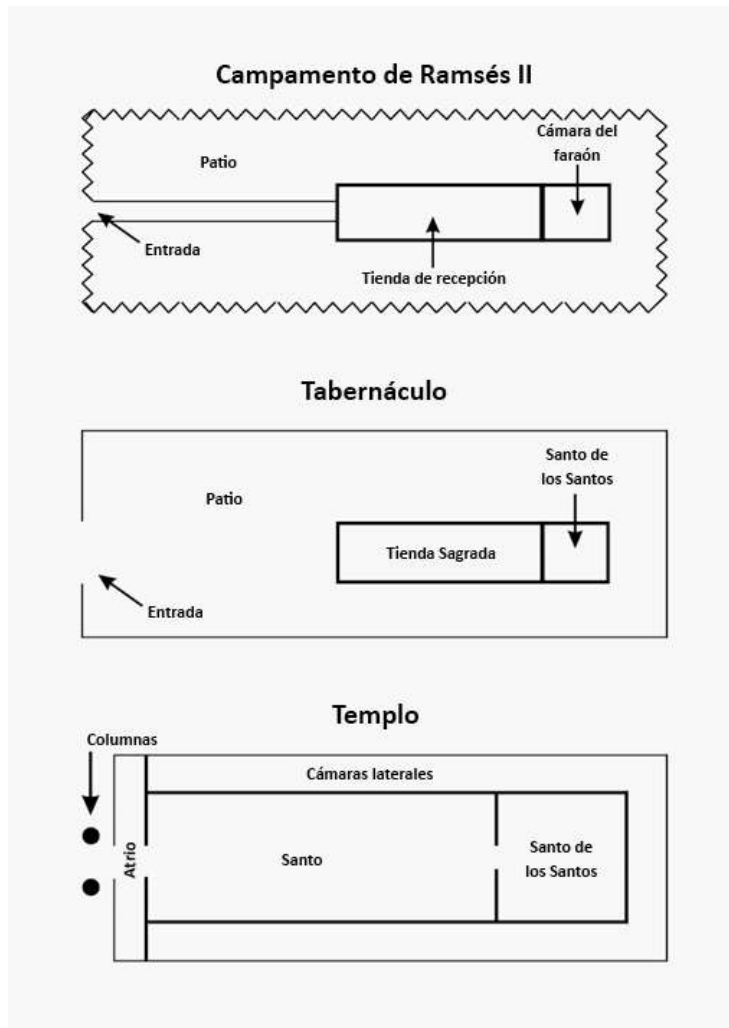 Campamento de Ramsés II
Patio
Cámara del
faraón
Entrada
Tienda de recepción
Tabernáculo
Patio
Santo de
los Santos
Tienda Sagrada
Entrada
Templo
Columnas
Cámaras laterales
Atrio
Santo
Santo de
los Santos